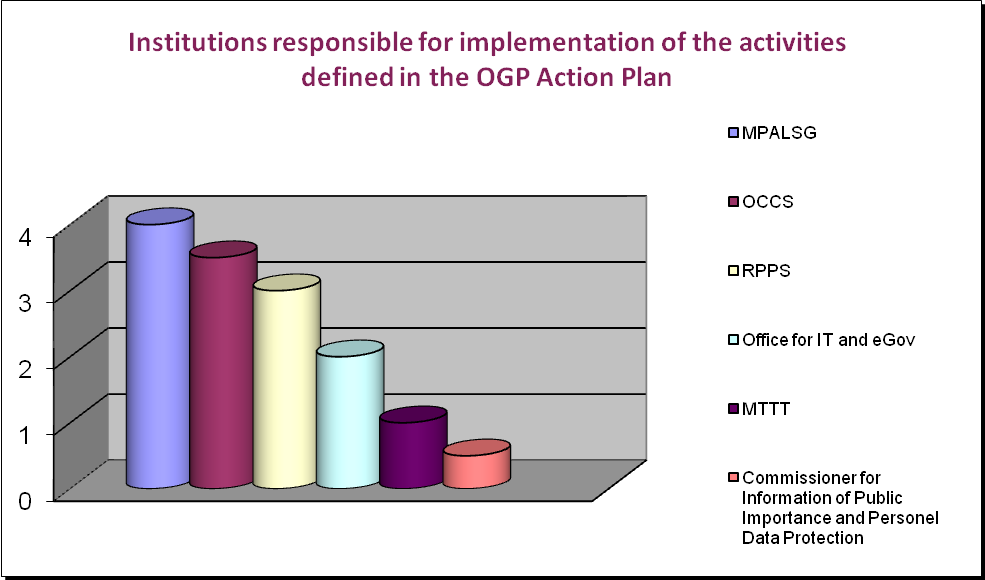 Institutions responsible for implementation of the activities
defined in the OGP Action Plan
4
3
2
1
0
MPALSG
OCCS
RPPS
Office for IT and eGov
MTTT
Commissioner for
Information of Public
Importance and Personel
Data Protection